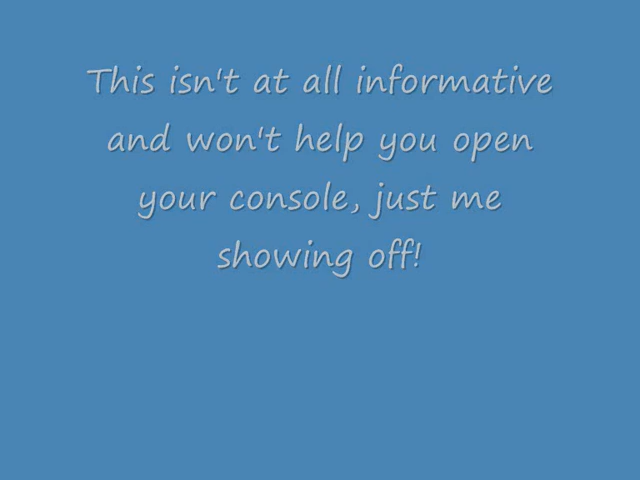 This isn't at all informative
and won't help you open
your console, just me
showing off!